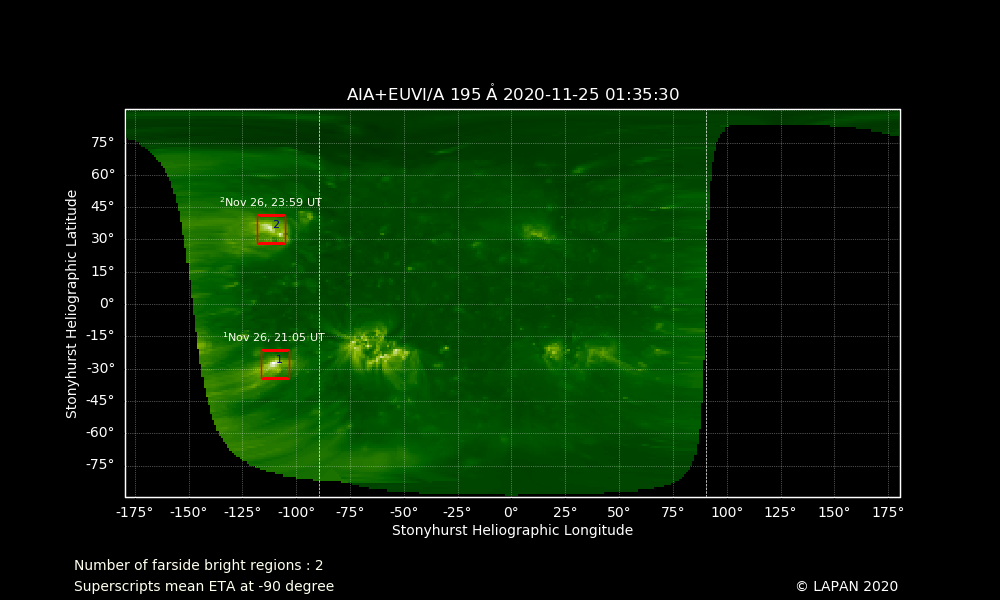 AIA+EUVI/A 195 Å 2020-11-25 01:35:30
Stonyhurst Heliographic Latitude
75°
60°
45°
30°
15°
0°
-15°
-30°
-45°
-60°
-75°
²Nov 26, 23:59 UT
2
¹Nov 26, 21:05 UT
1
-175° -150° -125° -100° -75° -50° -25° 0° 25° 50° 75° 100° 125° 150° 175°
Stonyhurst Heliographic Longitude
Number of farside bright regions : 2
Superscripts mean ETA at -90 degree
© LAPAN 2020